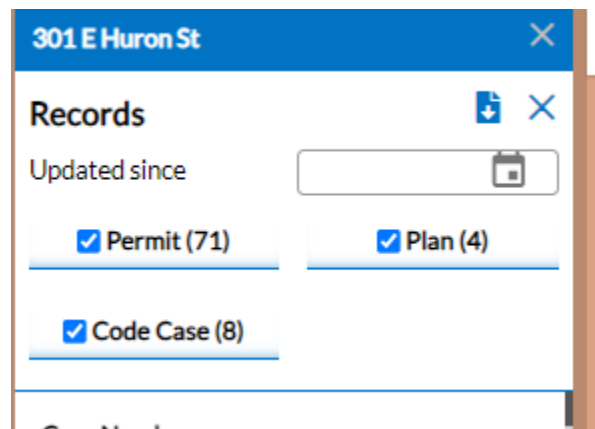 301 E Huron St
Records
Updated since
Permit (71) Plan (4)
Code Case (8)